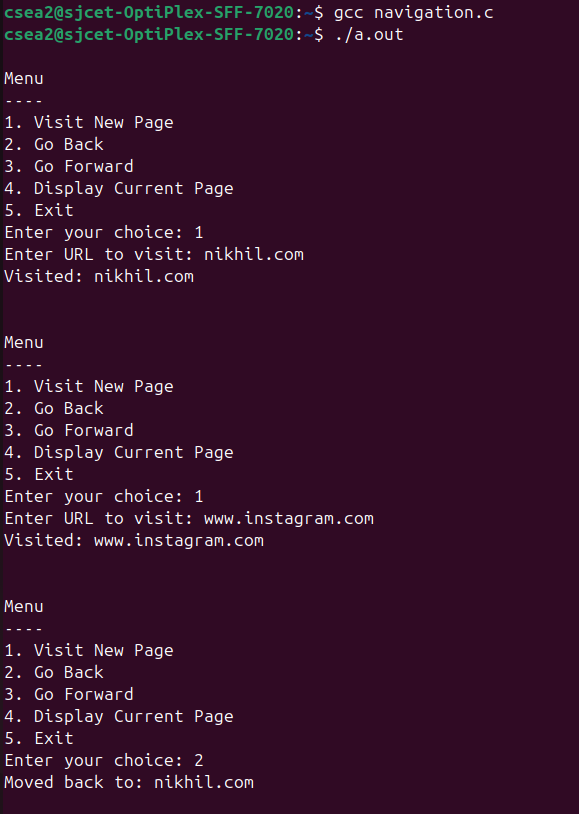 csea2@sjcet-OptiPlex-SFF-7020:~$ gcc navigation.c
csea2@sjcet-OptiPlex-SFF-7020:~$ ./a.out
Menu
----
1. Visit New Page
2. Go Back
3. Go Forward
4. Display Current Page
5. Exit
Enter your choice: 1
Enter URL to visit: nikhil.com
Visited: nikhil.com
Menu
----
1. Visit New Page
2. Go Back
3. Go Forward
4. Display Current Page
5. Exit
Enter your choice: 1
Enter URL to visit: www.instagram.com
Visited: www.instagram.com
Menu
----
1. Visit New Page
2. Go Back
3. Go Forward
4. Display Current Page
5. Exit
Enter your choice: 2
Moved back to: nikhil.com